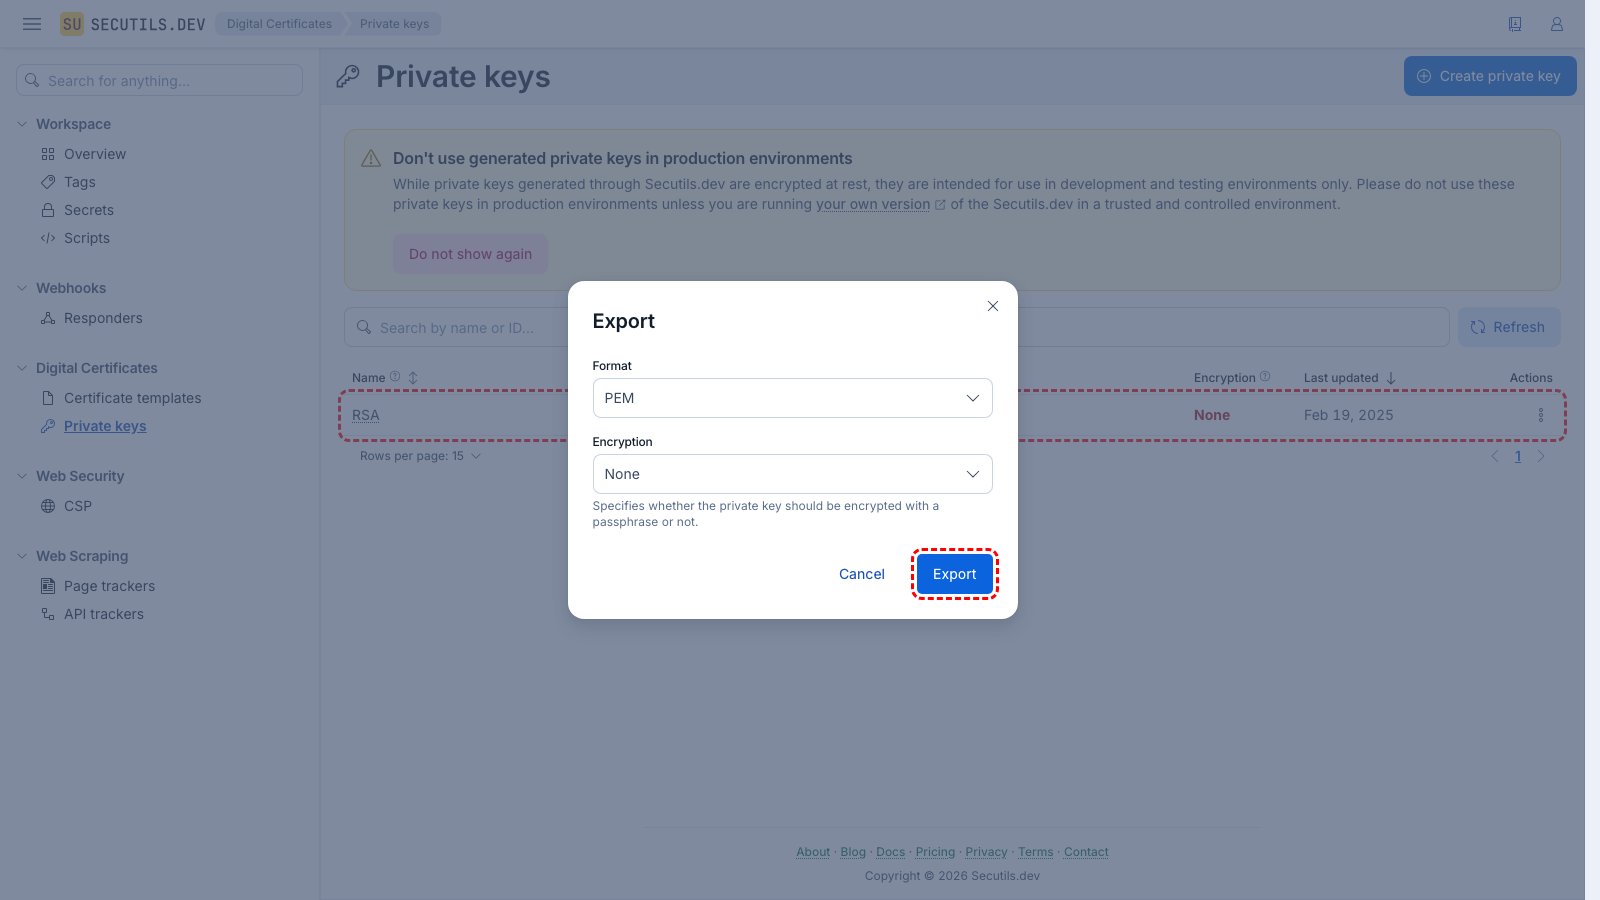 SU SECUTILS.DEV
Digital Certificates
Private keys
Search for anything...
Workspace
Overview
Tags
Secrets
Scripts
Webhooks
Responders
Digital Certificates
Certificate templates
Private keys
Web Security
CSP
Web Scraping
Page trackers
API trackers
Private keys
Create private key
Don't use generated private keys in production environments
While private keys generated through Secutils.dev are encrypted at rest, they are intended for use in development and testing environments only. Please do not use these
private keys in production environments unless you are running your own version of the Secutils.dev in a trusted and controlled environment.
Do not show again
Search by name or ID...
Refresh
Name
Encryption
Last updated
Actions
RSA
None
Feb 19, 2025
Rows per page: 15
1
Export
Format
PEM
Encryption
None
Specifies whether the private key should be encrypted with a
passphrase or not.
Cancel
Export
About · Blog · Docs · Pricing · Privacy · Terms · Contact
Copyright © 2026 Secutils.dev